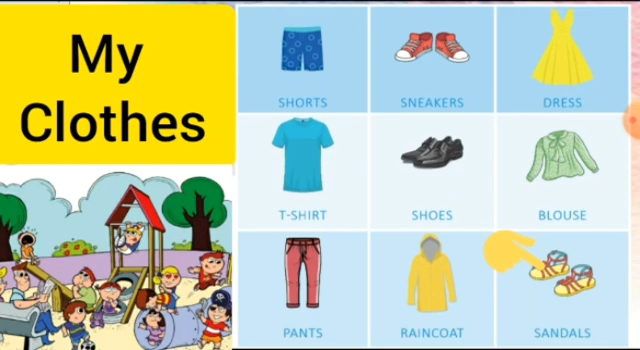 My
Clothes
SHORTS
SNEAKERS
DRESS
T-SHIRT
SHOES
BLOUSE
PANTS
RAINCOAT
SANDALS